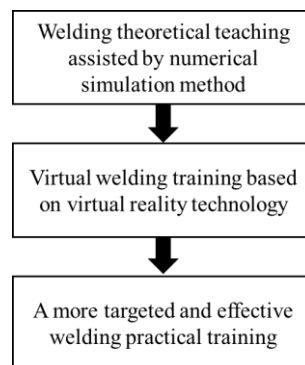 Welding theoretical teaching
assisted by numerical
simulation method
Virtual welding training based
on virtual reality technology
A more targeted and effective
welding practical training